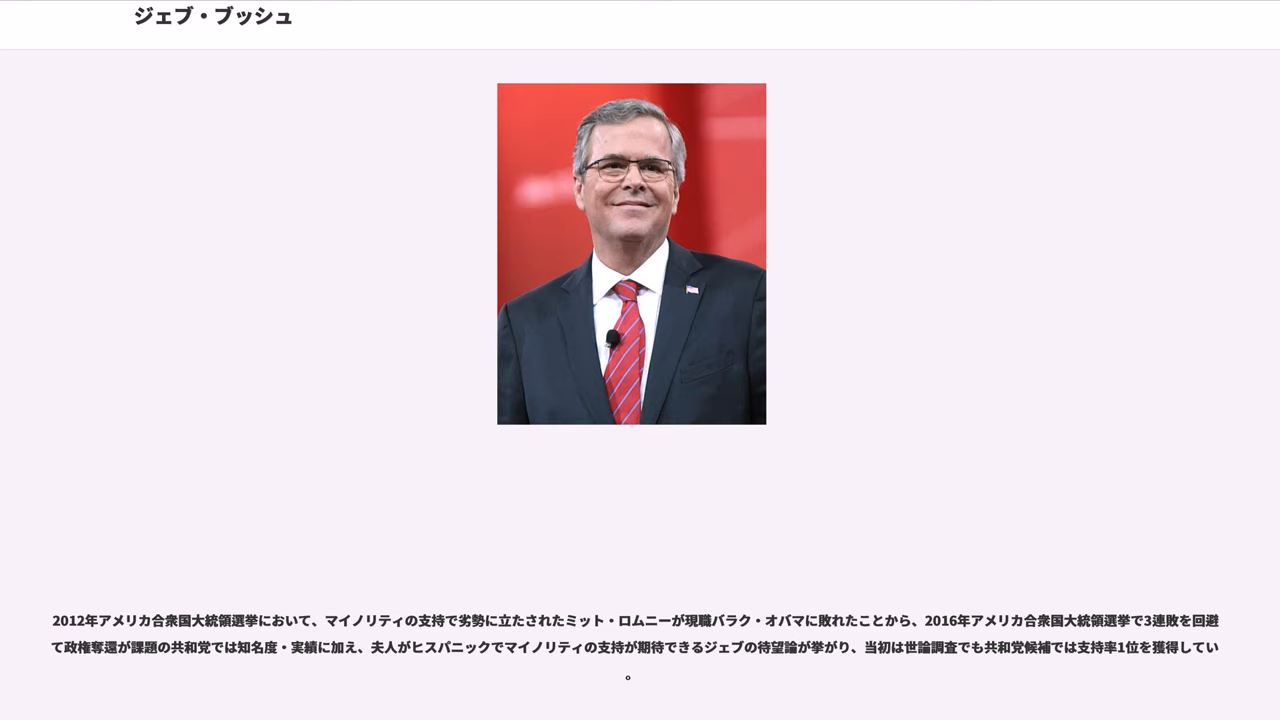 ジェブ・ブッシュ
2012年アメリカ合衆国大統領選挙において、マイノリティの支持で劣勢に立たされたミット・ロムニーが現職バラク・オバマに敗れたことから、2016年アメリカ合衆国大統領選挙で3連敗を回避
て政権奪還が課題の共和党では知名度・実績に加え、夫人がヒスパニックでマイノリティの支持が期待できるジェブの待望論が挙がり、当初は世論調査でも共和党候補では支持率1位を獲得してい
。